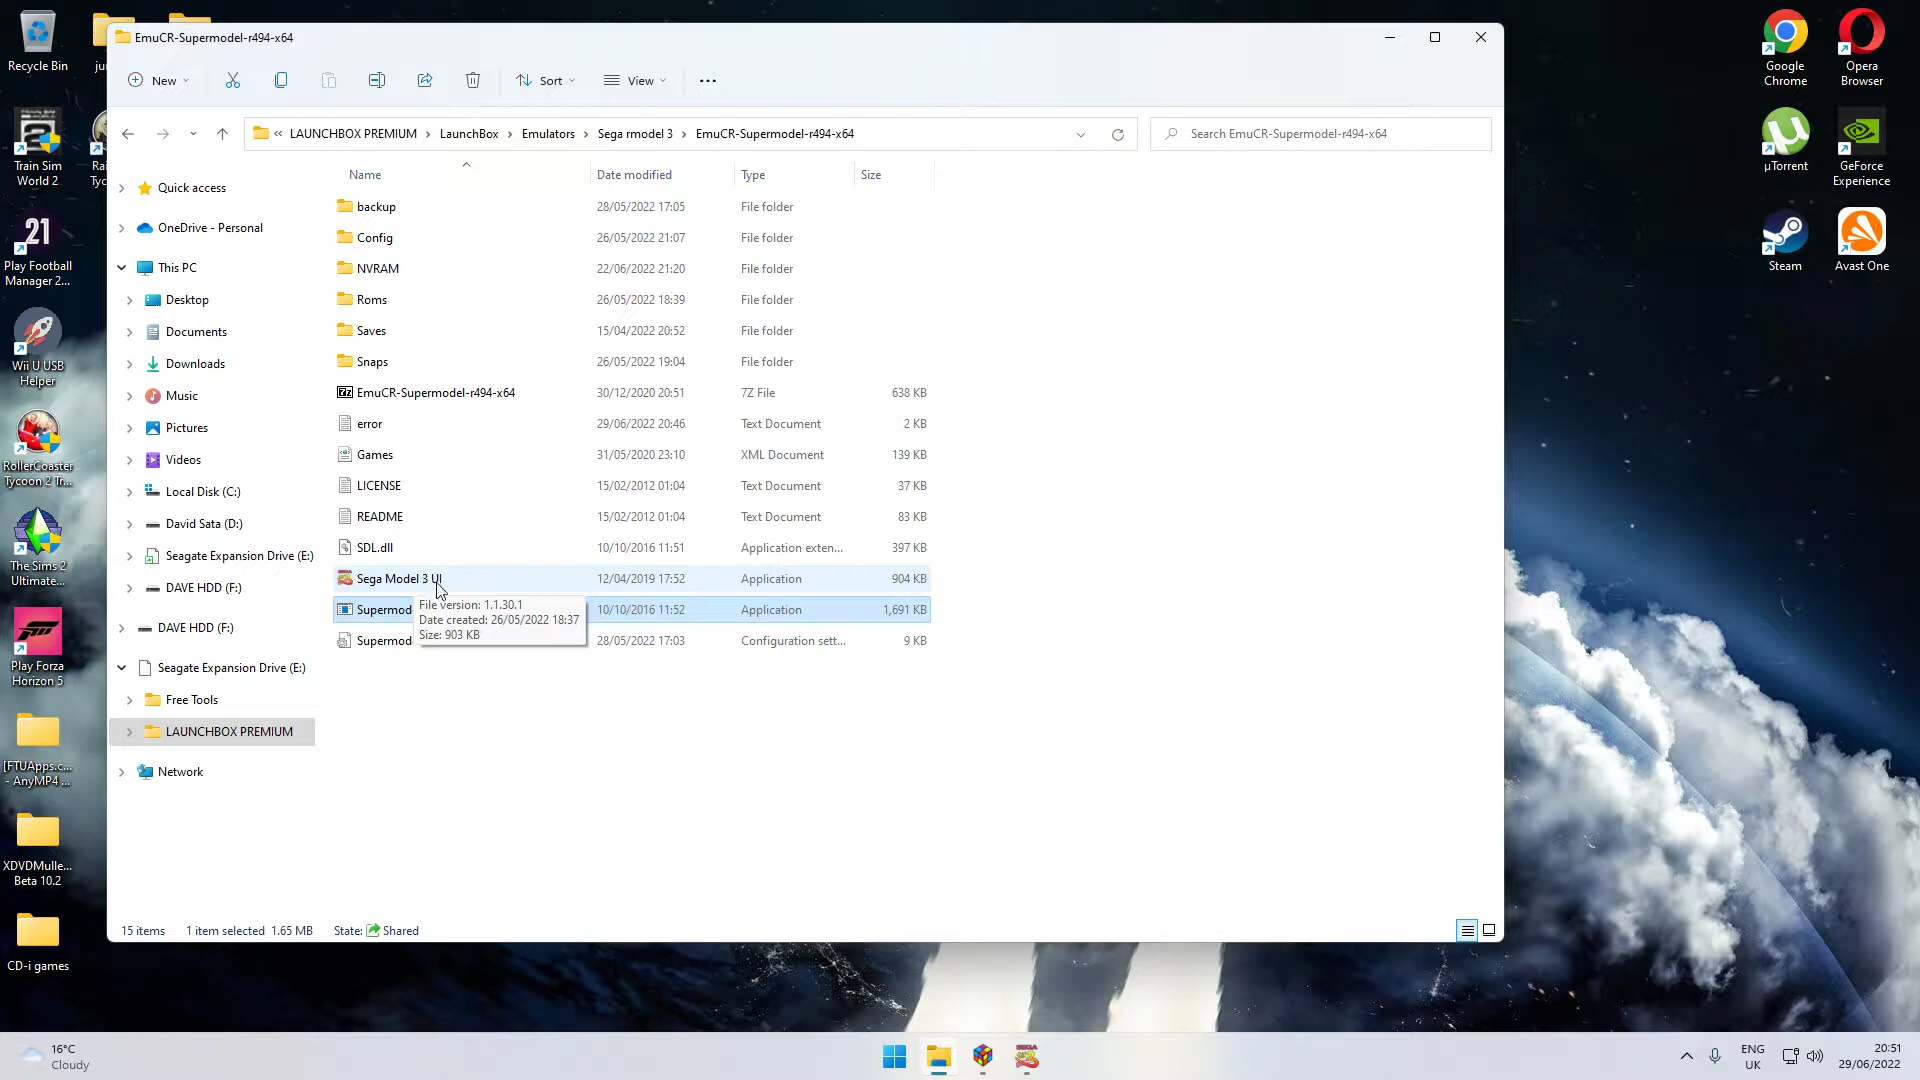 EmuCR-Supermodel-r494-x64
New
Sort
View
LAUNCHBOX PREMIUM
LaunchBox
Emulators
Sega rmodel 3
EmuCR-Supermodel-r494-x64
Search EmuCR-Supermodel-r494-x64
Name
Date modified
Type
Size
Quick access
OneDrive - Personal
This PC
Desktop
Documents
Downloads
Music
Pictures
Videos
Local Disk (C:)
David Sata (D:)
Seagate Expansion Drive (E:)
DAVE HDD (F:)
DAVE HDD (F:)
Seagate Expansion Drive (E:)
Free Tools
LAUNCHBOX PREMIUM
Network
backup 28/05/2022 17:05 File folder
Config 26/05/2022 21:07 File folder
NVRAM 22/06/2022 21:20 File folder
Roms 26/05/2022 18:39 File folder
Saves 15/04/2022 20:52 File folder
Snaps 26/05/2022 19:04 File folder
EmuCR-Supermodel-r494-x64 30/12/2020 20:51 7Z File 638 KB
error 29/06/2022 20:46 Text Document 2 KB
Games 31/05/2020 23:10 XML Document 139 KB
LICENSE 15/02/2012 01:04 Text Document 37 KB
README 15/02/2012 01:04 Text Document 83 KB
SDL.dll 10/10/2016 11:51 Application exten... 397 KB
Sega Model 3 UI 12/04/2019 17:52 Application 904 KB
Supermod 10/10/2016 11:52 Application 1,691 KB
Supermod 28/05/2022 17:03 Configuration sett... 9 KB
File version: 1.1.30.1
Date created: 26/05/2022 18:37
Size: 903 KB
15 items
1 item selected 1.65 MB
State:
Shared
Recycle Bin
Train Sim
World 2
21
Play Football
Manager 2...
Wii U USB
Helper
RollerCoaster
Tycoon 2 Tr...
The Sims 2
Ultimate...
Play Forza
Horizon 5
[FTUApps.c...
- AnyMP4 ...
XDVDMulle...
Beta 10.2
CD-i games
Google
Chrome
Opera
Browser
µTorrent
GeForce
Experience
Steam
Avast One
16°C
Cloudy
ENG
UK
20:51
29/06/2022